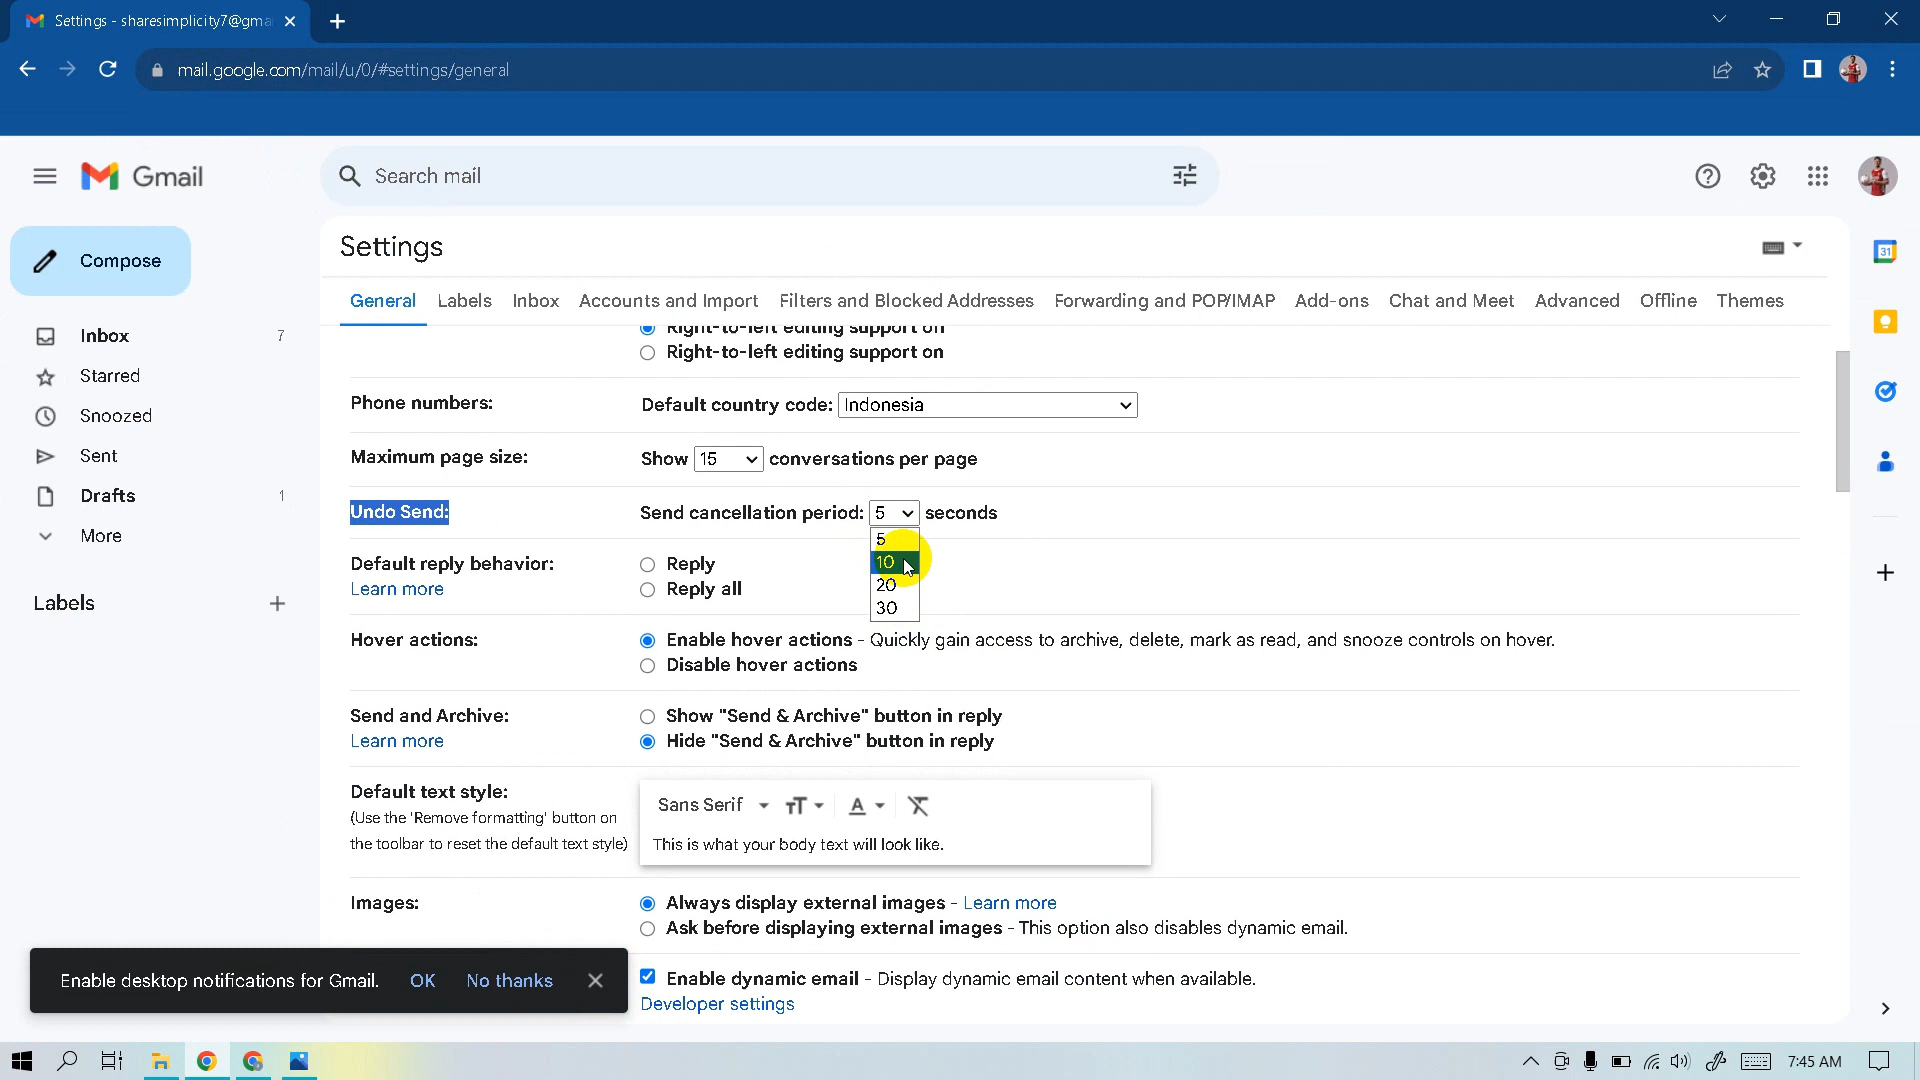 Settings - sharesimplicity7@gma
mail.google.com/mail/u/0/#settings/general
Gmail
Search mail
Compose
Inbox 7
Starred
Snoozed
Sent
Drafts 1
More
Labels
Settings
General Labels Inbox Accounts and Import Filters and Blocked Addresses Forwarding and POP/IMAP Add-ons Chat and Meet Advanced Offline Themes
Right-to-left editing support off
Right-to-left editing support on
Phone numbers: Default country code: Indonesia
Maximum page size: Show 15 conversations per page
Undo Send: Send cancellation period: 5 seconds
5
10
20
30
Default reply behavior:
Learn more
Reply
Reply all
Hover actions:
Enable hover actions - Quickly gain access to archive, delete, mark as read, and snooze controls on hover.
Disable hover actions
Send and Archive:
Learn more
Show "Send & Archive" button in reply
Hide "Send & Archive" button in reply
Default text style:
(Use the 'Remove formatting' button on
the toolbar to reset the default text style)
Sans Serif
This is what your body text will look like.
Images:
Always display external images - Learn more
Ask before displaying external images - This option also disables dynamic email.
Enable dynamic email - Display dynamic email content when available.
Developer settings
Enable desktop notifications for Gmail. OK No thanks
31
7:45 AM